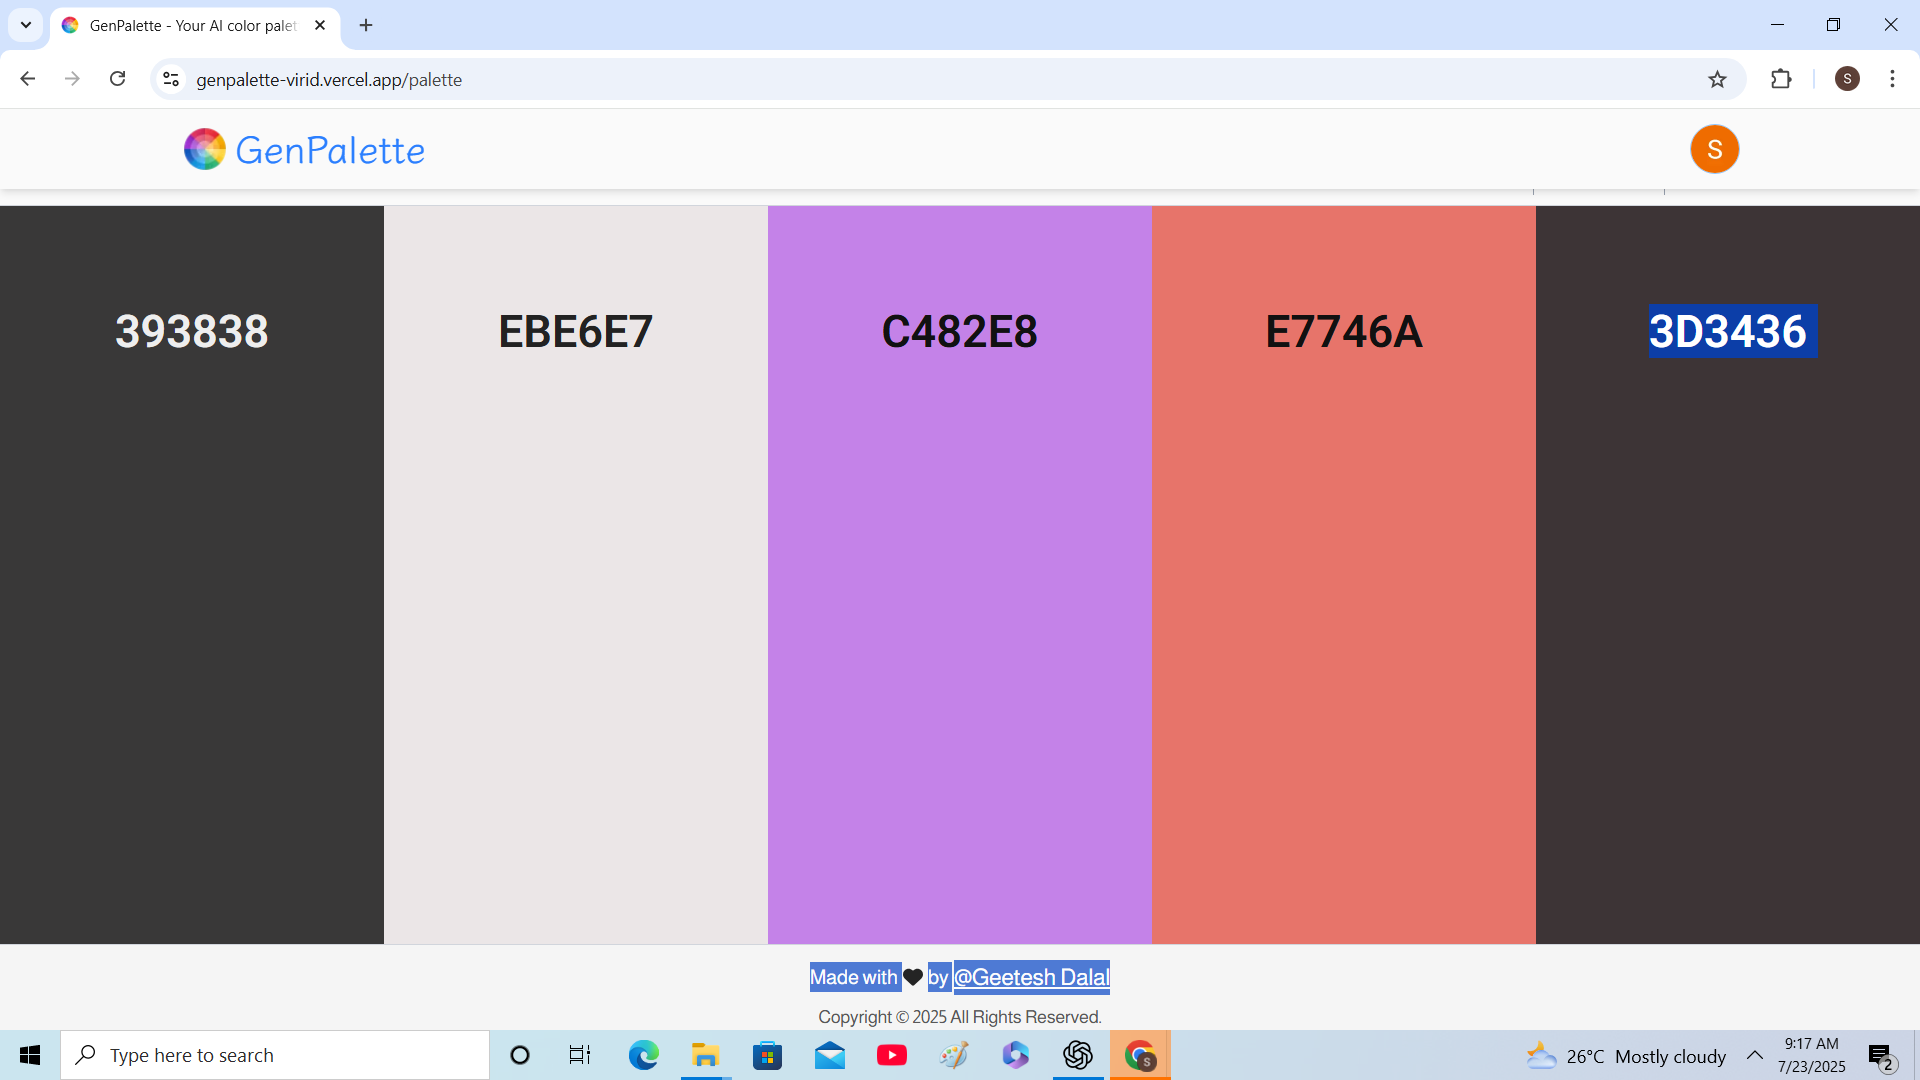 GenPalette - Your AI color palet
genpalette-virid.vercel.app/palette
S
GenPalette
S
393838
EBE6E7
C482E8
E7746A
3D3436
Made with ♥ by @Geetesh Dalal
Copyright © 2025 All Rights Reserved.
Type here to search
S
26°C Mostly cloudy
9:17 AM
7/23/2025
2